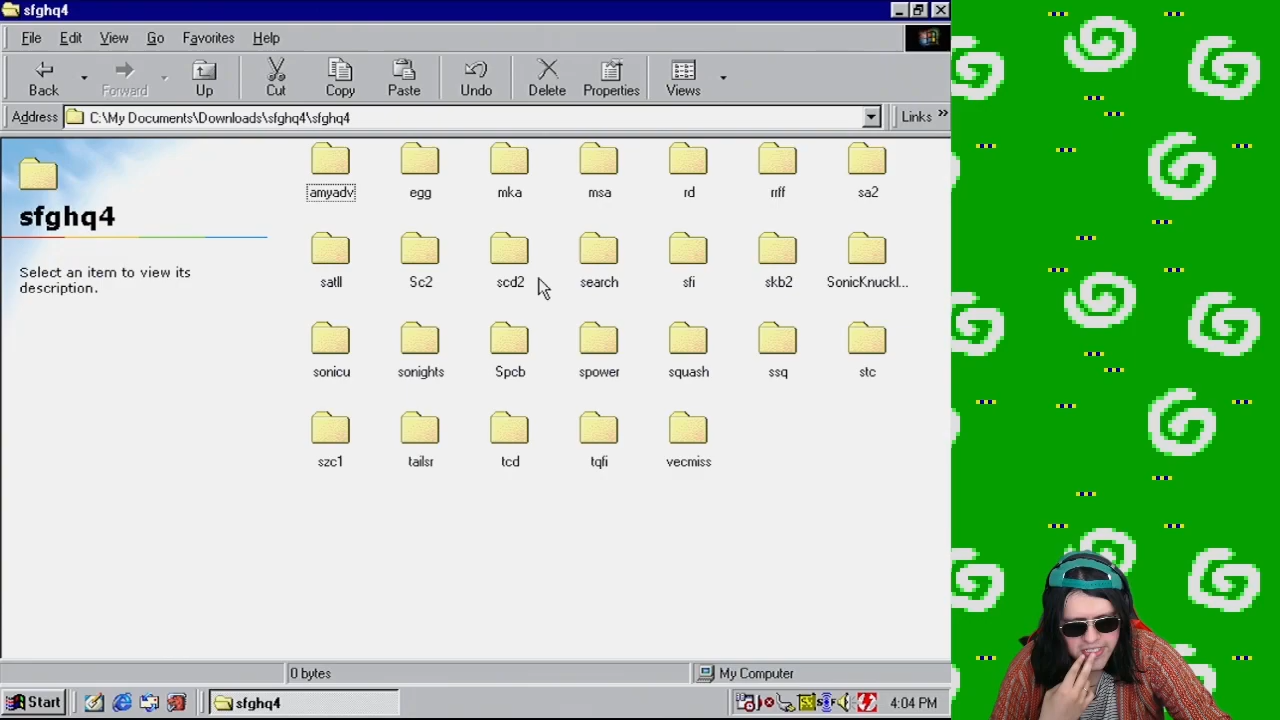 sfghq4
File Edit View Go Favorites Help
Back Forward Up Cut Copy Paste Undo Delete Properties Views
Address C:\My Documents\Downloads\sfghq4\sfghq4 Links »
sfghq4
Select an item to view its
description.
amyadv egg mka msa rd rrff sa2
satll Sc2 scd2 search sfi skb2 SonicKnuckl...
sonicu sonights Spcb spower squash ssq stc
szc1 tailsr tcd tqfi vecmiss
0 bytes My Computer
Start sfghq4 4:04 PM